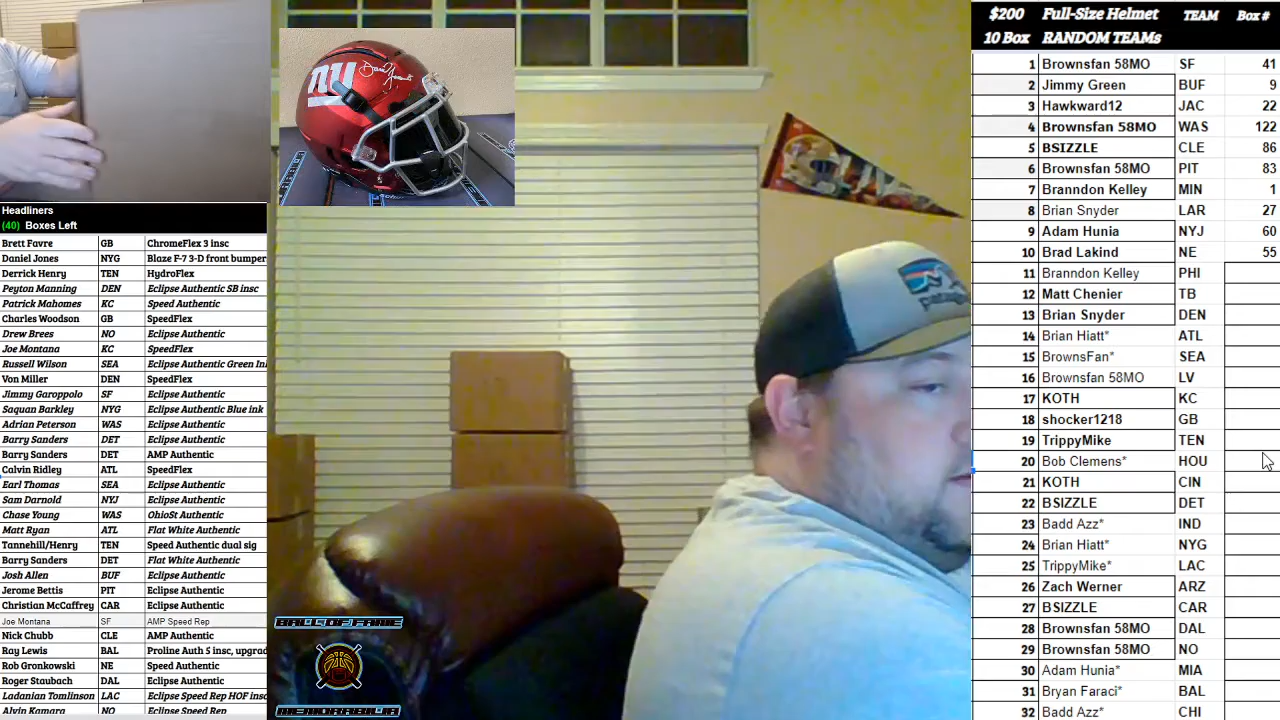 Headliners
(40) Boxes Left
Brett Favre GB ChromeFlex 3 insc
Daniel Jones NYG Blaze F-7 3-D front bumper
Derrick Henry TEN HydroFlex
Peyton Manning DEN Eclipse Authentic SB insc
Patrick Mahomes KC Speed Authentic
Charles Woodson GB SpeedFlex
Drew Brees NO Eclipse Authentic
Joe Montana KC SpeedFlex
Russell Wilson SEA Eclipse Authentic Green Ink
Von Miller DEN SpeedFlex
Jimmy Garoppolo SF Eclipse Authentic
Saquan Barkley NYG Eclipse Authentic Blue ink
Adrian Peterson WAS Eclipse Authentic
Barry Sanders DET Eclipse Authentic
Barry Sanders DET AMP Authentic
Calvin Ridley ATL SpeedFlex
Earl Thomas SEA Eclipse Authentic
Sam Darnold NYJ Eclipse Authentic
Chase Young WAS OhioSt Authentic
Matt Ryan ATL Flat White Authentic
Tannehill/Henry TEN Speed Authentic dual sig
Barry Sanders DET Flat White Authentic
Josh Allen BUF Eclipse Authentic
Jerome Bettis PIT Eclipse Authentic
Christian McCaffrey CAR Eclipse Authentic
Joe Montana SF AMP Speed Rep
Nick Chubb CLE AMP Authentic
Ray Lewis BAL Proline Auth 5 insc, upgrad
Rob Gronkowski NE Speed Authentic
Roger Staubach DAL Eclipse Authentic
Ladanian Tomlinson LAC Eclipse Speed Rep HOF insc
Alvin Kamara NO Eclipse Speed Rep
ny
BALL OF FAME
MEMORABILIA
$200 Full-Size Helmet TEAM Box #
10 Box RANDOM TEAMs
1 Brownsfan 58MO SF 41
2 Jimmy Green BUF 9
3 Hawkward12 JAC 22
4 Brownsfan 58MO WAS 122
5 BSIZZLE CLE 86
6 Brownsfan 58MO PIT 83
7 Branndon Kelley MIN 1
8 Brian Snyder LAR 27
9 Adam Hunia NYJ 60
10 Brad Lakind NE 55
11 Branndon Kelley PHI
12 Matt Chenier TB
13 Brian Snyder DEN
14 Brian Hiatt* ATL
15 BrownsFan* SEA
16 Brownsfan 58MO LV
17 KOTH KC
18 shocker1218 GB
19 TrippyMike TEN
20 Bob Clemens* HOU
21 KOTH CIN
22 BSIZZLE DET
23 Badd Azz* IND
24 Brian Hiatt* NYG
25 TrippyMike* LAC
26 Zach Werner ARZ
27 BSIZZLE CAR
28 Brownsfan 58MO DAL
29 Brownsfan 58MO NO
30 Adam Hunia* MIA
31 Bryan Faraci* BAL
32 Badd Azz* CHI